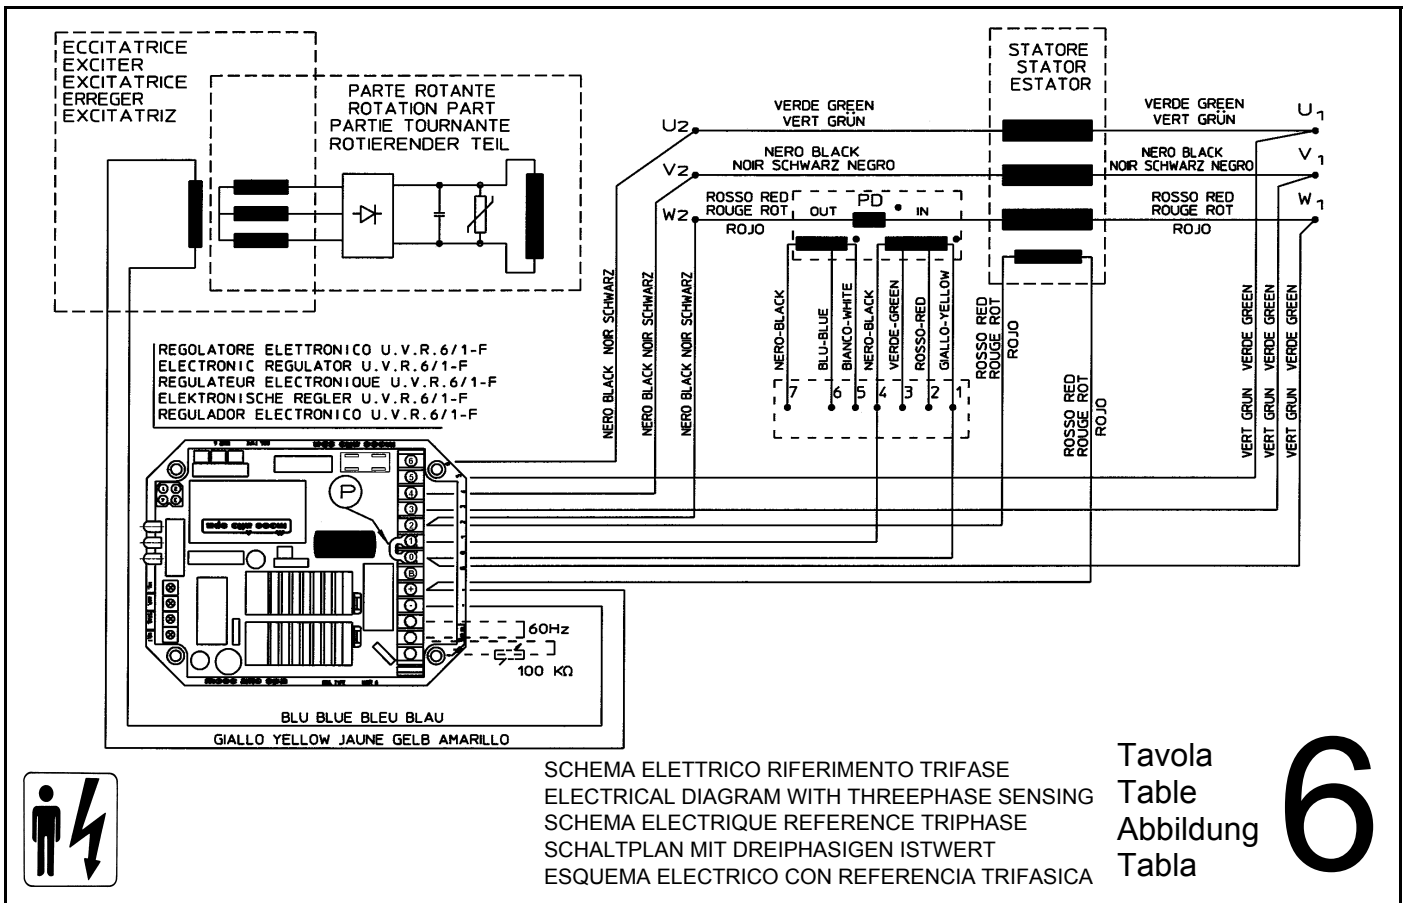 ECCITATRICE
EXCITER
EXCITATRICE
ERREGER
EXCITATRIZ
PARTE ROTANTE
ROTATION PART
PARTIE TOURNANTE
ROTIERENDER TEIL
STATORE
STATOR
ESTATOR
U2
VERDE GREEN
VERT GRÜN
VERDE GREEN
VERT GRÜN
U1
V2
NERO BLACK
NOIR SCHWARZ NEGRO
NERO BLACK
NOIR SCHWARZ NEGRO
V1
W2
ROSSO RED
ROUGE ROT
ROJO
OUT
PD
IN
ROSSO RED
ROUGE ROT
ROJO
W1
NERO BLACK NOIR SCHWARZ
NERO BLACK NOIR SCHWARZ
NERO BLACK NOIR SCHWARZ
NERO-BLACK
BLU-BLUE
BIANCO-WHITE
NERO-BLACK
VERDE-GREEN
ROSSO-RED
GIALLO-YELLOW
ROSSO RED
ROUGE ROT
ROJO
ROSSO RED
ROUGE ROT
ROJO
VERT GRUN VERDE GREEN
VERT GRUN VERDE GREEN
VERT GRUN VERDE GREEN
7 6 5 4 3 2 1
REGOLATORE ELETTRONICO U.V.R.6/1-F
ELECTRONIC REGULATOR U.V.R.6/1-F
REGULATEUR ELECTRONIQUE U.V.R.6/1-F
ELEKTRONISCHE REGLER U.V.R.6/1-F
REGULADOR ELECTRONICO U.V.R.6/1-F
P
6
5
4
3
2
1
0
B
+
-
60Hz
100 KΩ
BLU BLUE BLEU BLAU
GIALLO YELLOW JAUNE GELB AMARILLO
SCHEMA ELETTRICO RIFERIMENTO TRIFASE
ELECTRICAL DIAGRAM WITH THREEPHASE SENSING
SCHEMA ELECTRIQUE REFERENCE TRIPHASE
SCHALTPLAN MIT DREIPHASIGEN ISTWERT
ESQUEMA ELECTRICO CON REFERENCIA TRIFASICA
Tavola
Table
Abbildung
Tabla
6